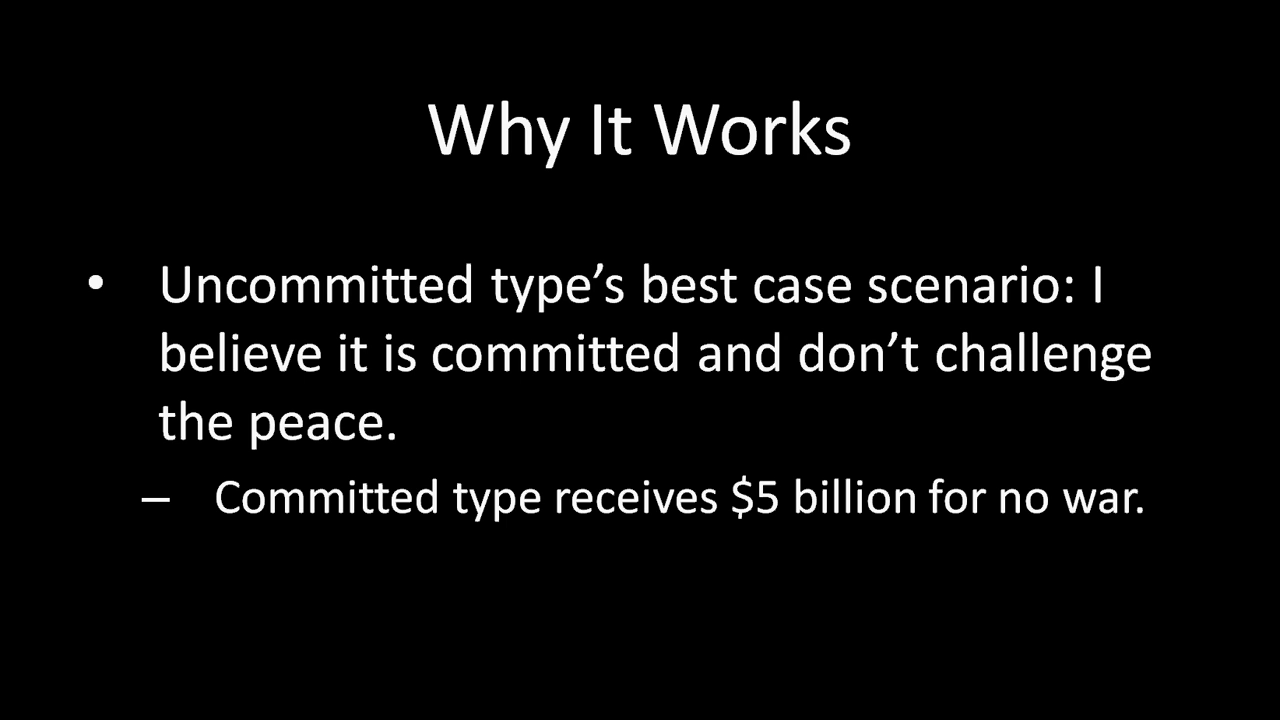 Why It Works
• Uncommitted type’s best case scenario: I
believe it is committed and don’t challenge
the peace.
– Committed type receives $5 billion for no war.